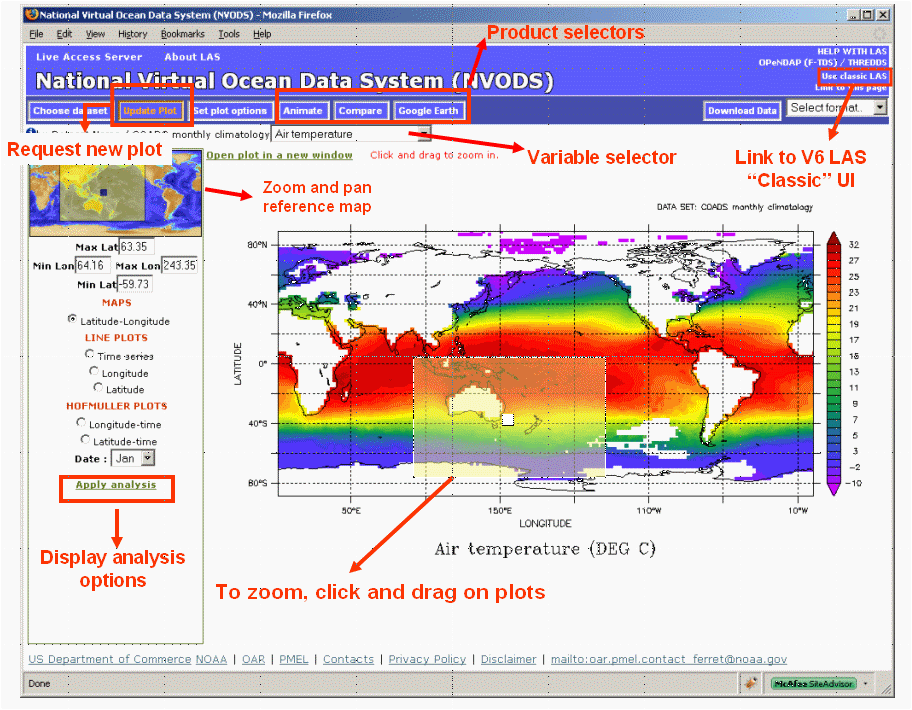 National Virtual Ocean Data System (NVODS) - Mozilla Firefox
File Edit View History Bookmarks Tools Help
Product selectors
Live Access Server About LAS
HELP WITH LAS
OPeNDAP (F-TDS) / THREDDS
Use classic LAS
Link to this page
National Virtual Ocean Data System (NVODS)
Choose dataset Update Plot Set plot options Animate Compare Google Earth Download Data Select format..
COADS monthly climatology Air temperature
Request new plot
Open plot in a new window Click and drag to zoom in.
Variable selector
Link to V6 LAS
“Classic” UI
Zoom and pan
reference map
DATA SET: COADS monthly climatology
Max Lat 63.35
Min Lon 64.16 Max Lon 243.35
Min Lat -59.73
MAPS
Latitude-Longitude
LINE PLOTS
Time series
Longitude
Latitude
HOFMULLER PLOTS
Longitude-time
Latitude-time
Date : Jan
Apply analysis
Display analysis
options
80°N
40°N
0°
40°S
80°S
LATITUDE
50°E 150°E 110°W 10°W
LONGITUDE
Air temperature (DEG C)
32
27
25
23
21
19
17
15
13
11
9
7
5
3
-2
-10
To zoom, click and drag on plots
US Department of Commerce NOAA | OAR | PMEL | Contacts | Privacy Policy | Disclaimer | mailto:oar.pmel.contact_ferret@noaa.gov
Done
McAfee SiteAdvisor